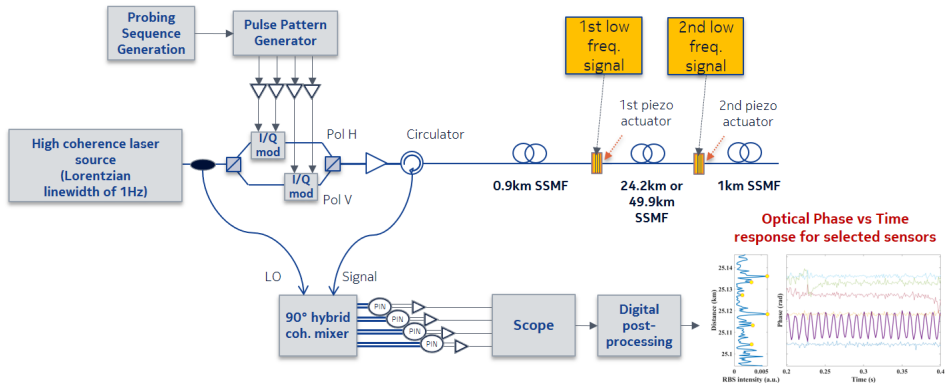 Probing
Sequence
Generation
Pulse Pattern
Generator
1st low
freq.
signal
2nd low
freq.
signal
High coherence laser
source
(Lorentzian
linewidth of 1Hz)
I/Q
mod
Pol H
I/Q
mod
Pol V
Circulator
1st piezo
actuator
2nd piezo
actuator
0.9km SSMF
24.2km or
49.9km
SSMF
1km SSMF
LO
Signal
90° hybrid
coh. mixer
PIN
PIN
PIN
PIN
Scope
Digital
post-
processing
Optical Phase vs Time
response for selected sensors
Distance (km)
25.14
25.13
25.12
25.11
25.1
0
0.005
RBS intensity (a.u.)
Phase (rad)
0.2
0.25
0.3
0.35
0.4
Time (s)